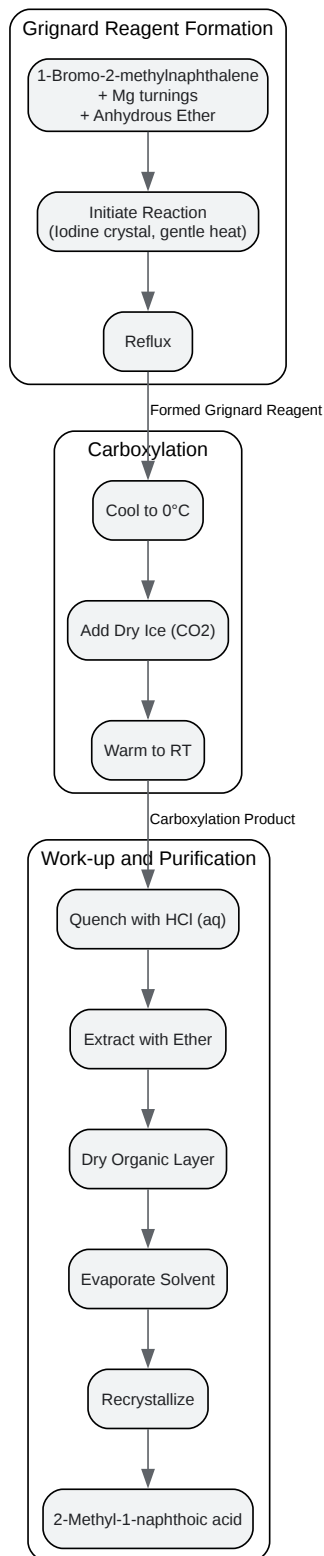 Grignard Reagent Formation
1-Bromo-2-methylnaphthalene
+ Mg turnings
+ Anhydrous Ether
Initiate Reaction
(Iodine crystal, gentle heat)
Reflux
Formed Grignard Reagent
Carboxylation
Cool to 0°C
Add Dry Ice (CO2)
Warm to RT
Carboxylation Product
Work-up and Purification
Quench with HCl (aq)
Extract with Ether
Dry Organic Layer
Evaporate Solvent
Recrystallize
2-Methyl-1-naphthoic acid